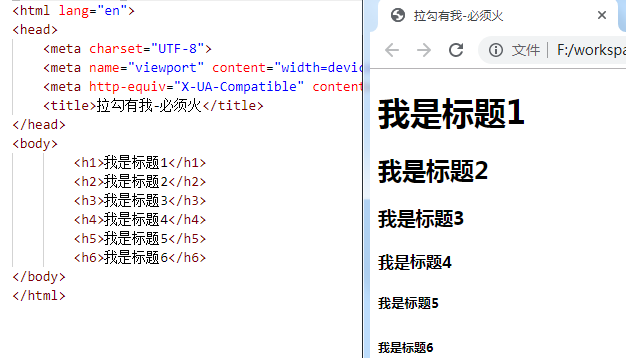 <html lang="en">
<head>
<meta charset="UTF-8">
<meta name="viewport" content="width=devic
<meta http-equiv="X-UA-Compatible" content
<title>拉勾有我-必须火</title>
</head>
<body>
<h1>我是标题1</h1>
<h2>我是标题2</h2>
<h3>我是标题3</h3>
<h4>我是标题4</h4>
<h5>我是标题5</h5>
<h6>我是标题6</h6>
</body>
</html>
拉勾有我-必须火
文件 | F:/workspa
我是标题1
我是标题2
我是标题3
我是标题4
我是标题5
我是标题6